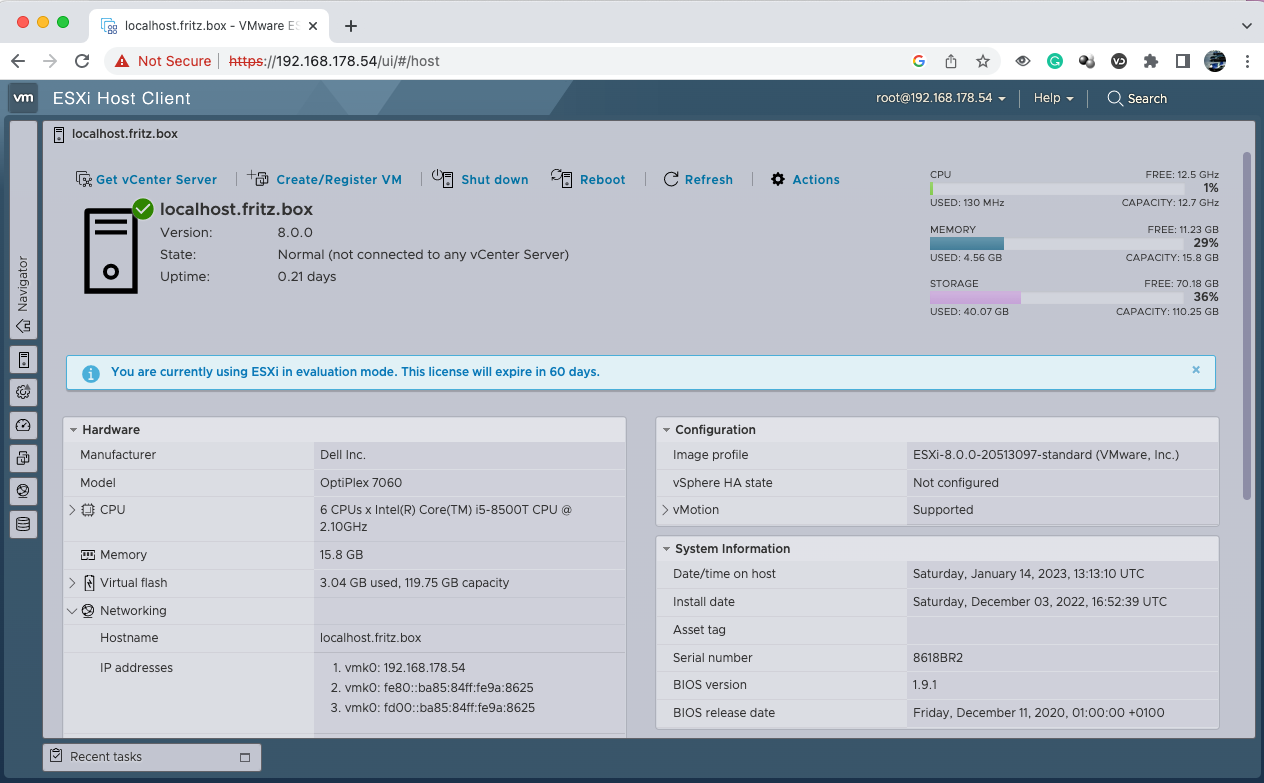 localhost.fritz.box - VMware ES
Not Secure | https://192.168.178.54/ui/#/host
vm ESXi Host Client
root@192.168.178.54 Help Search
Navigator
localhost.fritz.box
Get vCenter Server Create/Register VM Shut down Reboot Refresh Actions
localhost.fritz.box
Version: 8.0.0
State: Normal (not connected to any vCenter Server)
Uptime: 0.21 days
CPU FREE: 12.5 GHz
1%
USED: 130 MHz CAPACITY: 12.7 GHz
MEMORY FREE: 11.23 GB
29%
USED: 4.56 GB CAPACITY: 15.8 GB
STORAGE FREE: 70.18 GB
36%
USED: 40.07 GB CAPACITY: 110.25 GB
You are currently using ESXi in evaluation mode. This license will expire in 60 days.
Hardware
Manufacturer Dell Inc.
Model OptiPlex 7060
CPU 6 CPUs x Intel(R) Core(TM) i5-8500T CPU @
2.10GHz
Memory 15.8 GB
Virtual flash 3.04 GB used, 119.75 GB capacity
Networking
Hostname localhost.fritz.box
IP addresses 1. vmk0: 192.168.178.54
2. vmk0: fe80::ba85:84ff:fe9a:8625
3. vmk0: fd00::ba85:84ff:fe9a:8625
Configuration
Image profile ESXi-8.0.0-20513097-standard (VMware, Inc.)
vSphere HA state Not configured
vMotion Supported
System Information
Date/time on host Saturday, January 14, 2023, 13:13:10 UTC
Install date Saturday, December 03, 2022, 16:52:39 UTC
Asset tag
Serial number 8618BR2
BIOS version 1.9.1
BIOS release date Friday, December 11, 2020, 01:00:00 +0100
Recent tasks